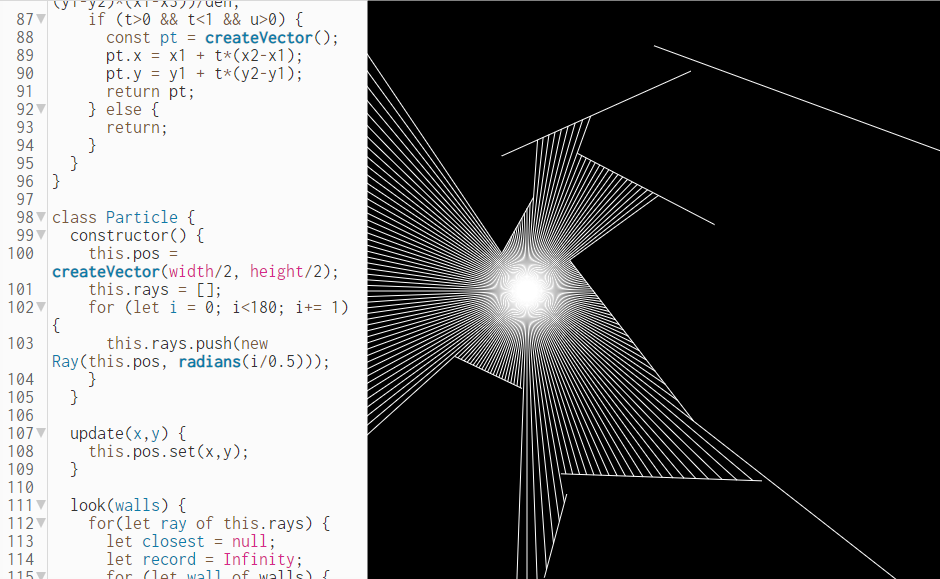 (y1-y2)*(x1-x3))/den;
87 if (t>0 && t<1 && u>0) {
88 const pt = createVector();
89 pt.x = x1 + t*(x2-x1);
90 pt.y = y1 + t*(y2-y1);
91 return pt;
92 } else {
93 return;
94 }
95 }
96 }
97
98 class Particle {
99 constructor() {
100 this.pos =
createVector(width/2, height/2);
101 this.rays = [];
102 for (let i = 0; i<180; i+= 1)
{
103 this.rays.push(new
Ray(this.pos, radians(i/0.5)));
104 }
105 }
106
107 update(x,y) {
108 this.pos.set(x,y);
109 }
110
111 look(walls) {
112 for(let ray of this.rays) {
113 let closest = null;
114 let record = Infinity;
115 for (let wall of walls) {